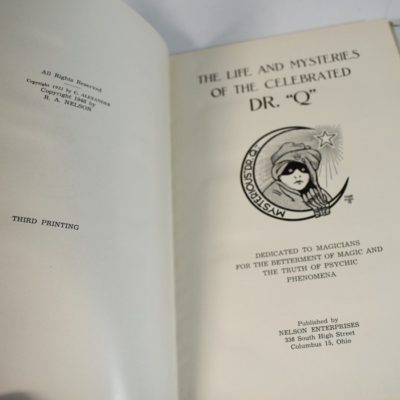 All Rights Reserved
Copyright 1921 by C. ALEXANDER
Copyright 1946 by
R. A. NELSON
THIRD PRINTING
THE LIFE AND MYSTERIES
OF THE CELEBRATED
DR. "Q"
MYSTERIOUS DR. Q
DEDICATED TO MAGICIANS
FOR THE BETTERMENT OF MAGIC AND
THE TRUTH OF PSYCHIC
PHENOMENA
Published by
NELSON ENTERPRISES
336 South High Street
Columbus 15, Ohio